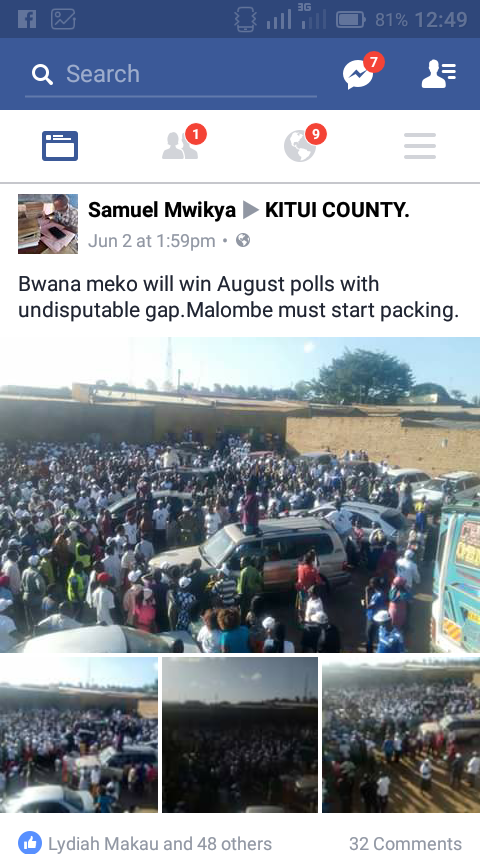 3G 81% 12:49
Search 7
1 9
Samuel Mwikya ▶ KITUI COUNTY.
Jun 2 at 1:59pm •
Bwana meko will win August polls with
undisputable gap.Malombe must start packing.
Lydiah Makau and 48 others 32 Comments